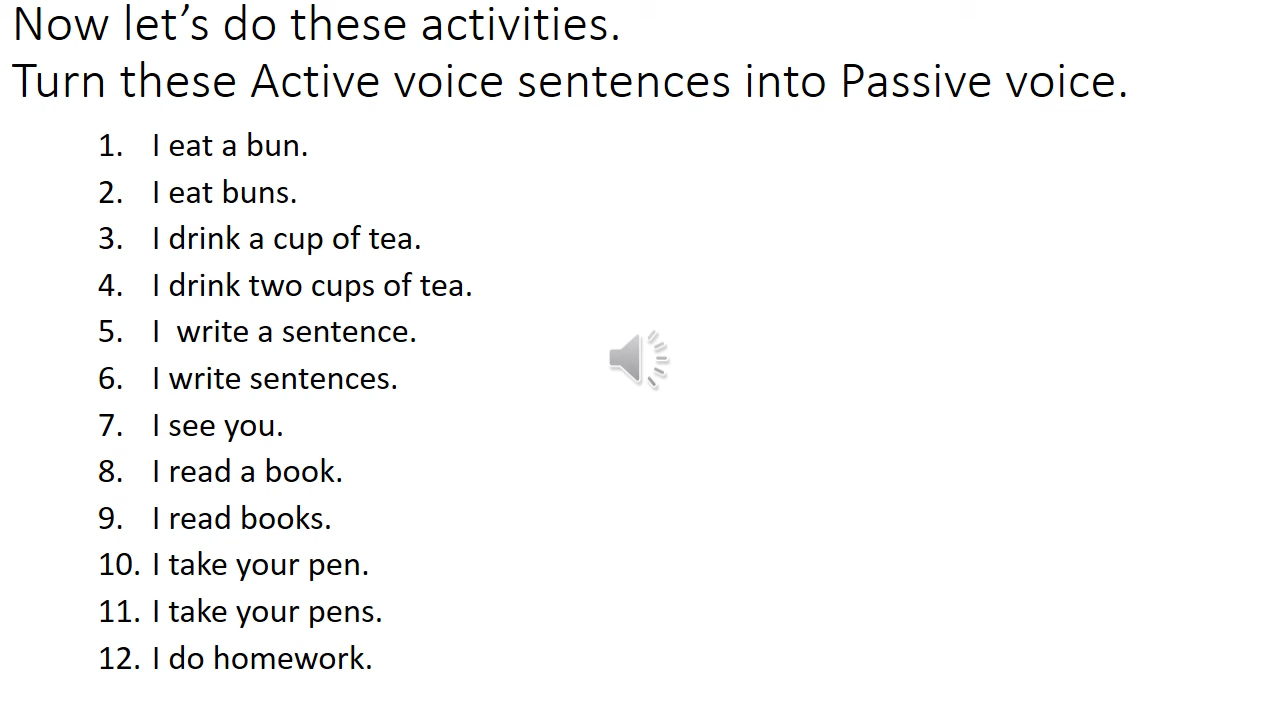 Now let's do these activities.
Turn these Active voice sentences into Passive voice.
1. I eat a bun.
2. I eat buns.
3. I drink a cup of tea.
4. I drink two cups of tea.
5. I  write a sentence.
6. I write sentences.
7. I see you.
8. I read a book.
9. I read books.
10. I take your pen.
11. I take your pens.
12. I do homework.